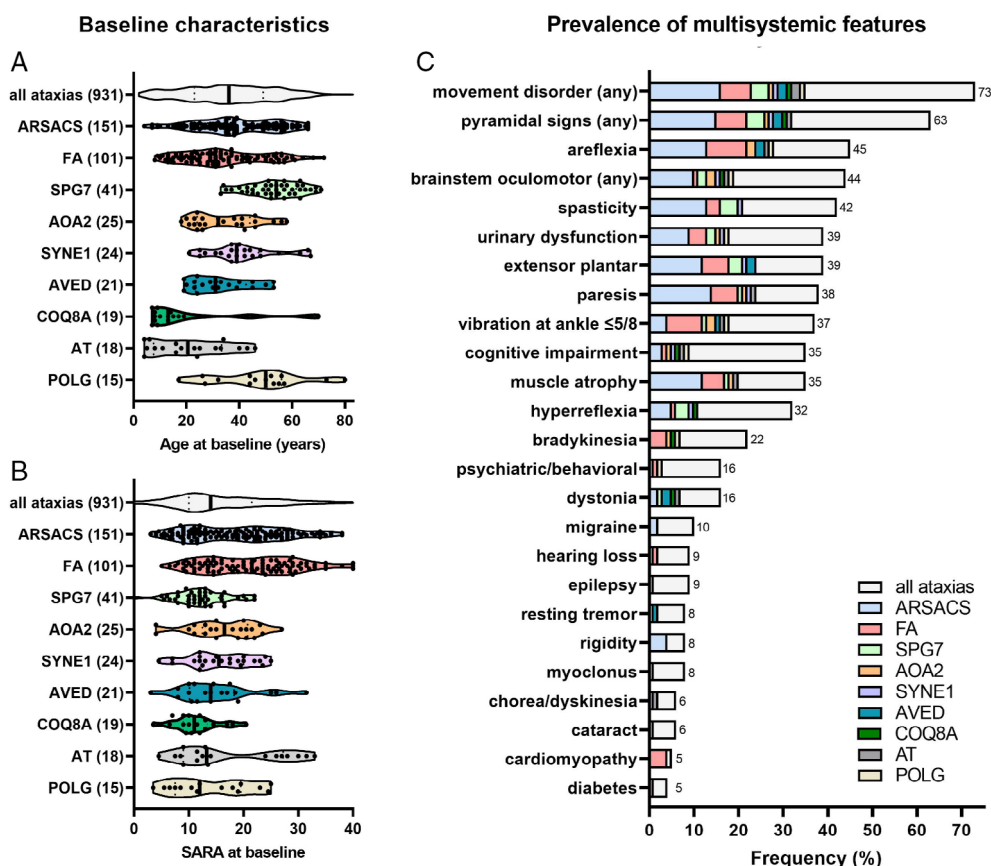 Baseline characteristics
Prevalence of multisystemic features
A
all ataxias (931)
ARSACS (151)
FA (101)
SPG7 (41)
AOA2 (25)
SYNE1 (24)
AVED (21)
COQ8A (19)
AT (18)
POLG (15)
0 20 40 60 80
Age at baseline (years)
B
all ataxias (931)
ARSACS (151)
FA (101)
SPG7 (41)
AOA2 (25)
SYNE1 (24)
AVED (21)
COQ8A (19)
AT (18)
POLG (15)
0 10 20 30 40
SARA at baseline
C
movement disorder (any) 73
pyramidal signs (any) 63
areflexia 45
brainstem oculomotor (any) 44
spasticity 42
urinary dysfunction 39
extensor plantar 39
paresis 38
vibration at ankle ≤5/8 37
cognitive impairment 35
muscle atrophy 35
hyperreflexia 32
bradykinesia 22
psychiatric/behavioral 16
dystonia 16
migraine 10
hearing loss 9
epilepsy 9
resting tremor 8
rigidity 8
myoclonus 8
chorea/dyskinesia 6
cataract 6
cardiomyopathy 5
diabetes 5
0 10 20 30 40 50 60 70
Frequency (%)
all ataxias
ARSACS
FA
SPG7
AOA2
SYNE1
AVED
COQ8A
AT
POLG